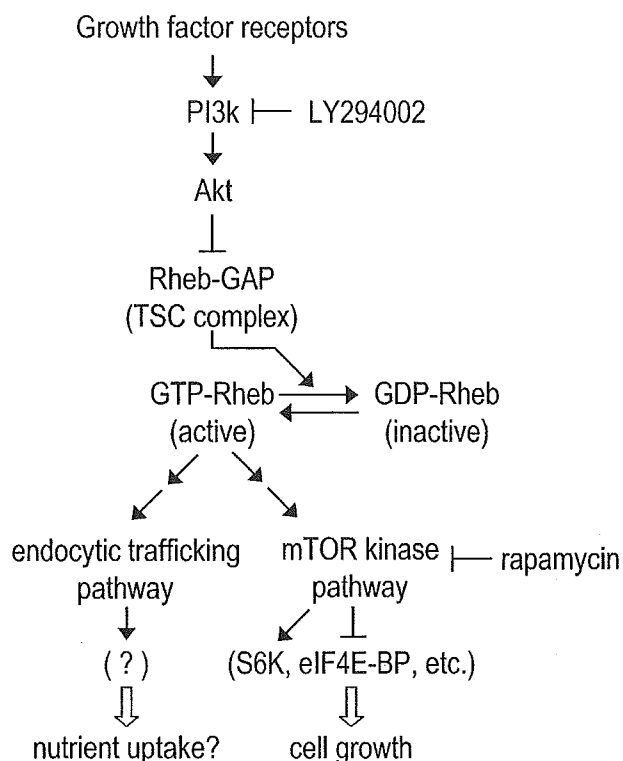 Growth factor receptors
PI3k LY294002
Akt
Rheb-GAP
(TSC complex)
GTP-Rheb GDP-Rheb
(active) (inactive)
endocytic trafficking mTOR kinase rapamycin
pathway pathway
(?) (S6K, eIF4E-BP, etc.)
nutrient uptake? cell growth